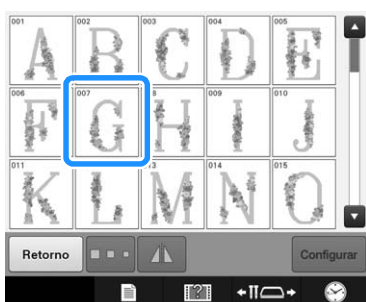 001 002 003 004 005
A B C D E
006 007 8 009 010
F G H I J
011 13 014 015
K L M N O
Retorno Configurar